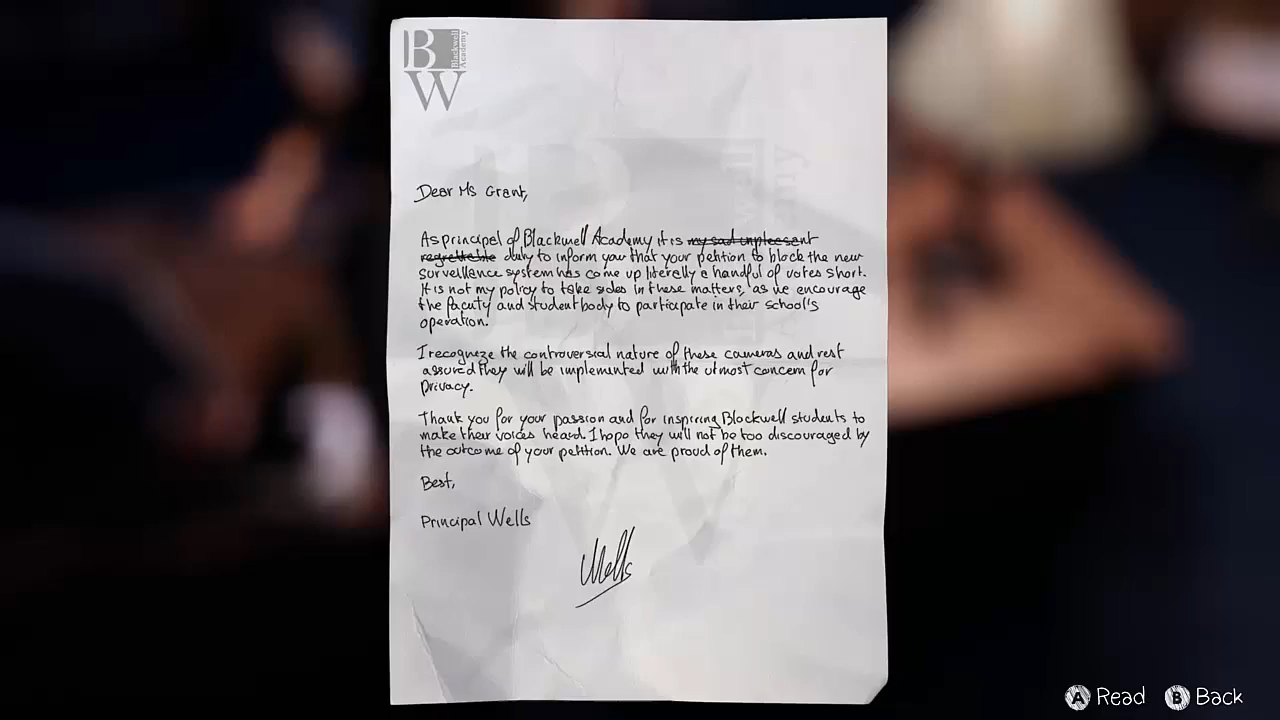 B Blackwell Academy
W
Dear Ms Grant,
As principel of Blackwell Academy it is my sad unpleesent
regrettable duty to inform you that your petition to block the new
surveillance system has come up literally a handful of votes short.
It is not my policy to take sides in these matters, as we encourage
the faculty and student body to participate in their school's
operation.
I recogneze the controversial nature of these cameras and rest
assured they will be implemented with the utmost concern for
privacy.
Thank you for your passion and for inspiring Blackwell students to
make their voices heard. I hope they will not be too discouraged by
the outcome of your petition. We are proud of them.
Best,
Principal Wells
Wells
A Read B Back